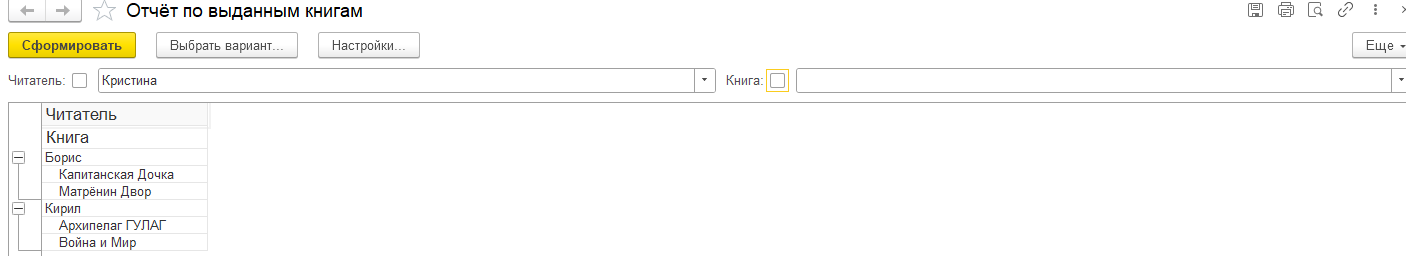 Отчёт по выданным книгам
Сформировать Выбрать вариант... Настройки... Еще
Читатель: Кристина Книга:
Читатель
Книга
Борис
Капитанская Дочка
Матрёнин Двор
Кирил
Архипелаг ГУЛАГ
Война и Мир